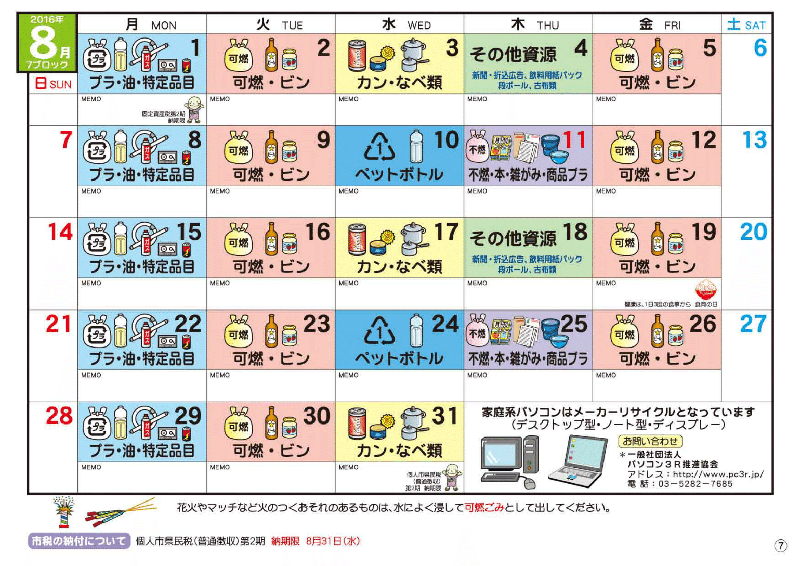 2016年
8月
7ブロック
月 MON
火 TUE
水 WED
木 THU
金 FRI
土 SAT
日 SUN
1
プラ・油・特定品目
MEMO
固定資産税第2期
納期限
可燃
2
可燃・ビン
MEMO
3
カン・なべ類
MEMO
その他資源 4
新聞・折込広告、飲料用紙パック
段ボール、古布類
MEMO
可燃
5
可燃・ビン
MEMO
6
7
8
プラ・油・特定品目
MEMO
可燃
9
可燃・ビン
MEMO
1
10
ペットボトル
MEMO
不燃
11
不燃・本・雑がみ・商品プラ
MEMO
可燃
12
可燃・ビン
MEMO
13
14
15
プラ・油・特定品目
MEMO
可燃
16
可燃・ビン
MEMO
17
カン・なべ類
MEMO
その他資源 18
新聞・折込広告、飲料用紙パック
段ボール、古布類
MEMO
可燃
19
可燃・ビン
MEMO
健康は、1日3回の食事から 食育の日
20
21
22
プラ・油・特定品目
MEMO
可燃
23
可燃・ビン
MEMO
1
24
ペットボトル
MEMO
不燃
25
不燃・本・雑がみ・商品プラ
MEMO
可燃
26
可燃・ビン
MEMO
27
28
29
プラ・油・特定品目
MEMO
可燃
30
可燃・ビン
MEMO
31
カン・なべ類
MEMO
個人市県民税
(普通徴収)
第2期 納期限
家庭系パソコンはメーカーリサイクルとなっています
(デスクトップ型・ノート型・ディスプレー)
お問い合わせ
*一般社団法人
パソコン3R推進協会
アドレス:http://www.pc3r.jp/
電話:03-5282-7685
花火やマッチなど火のつくおそれのあるものは、水によく浸して可燃ごみとして出してください。
市税の納付について 個人市県民税(普通徴収)第2期 納期限 8月31日(水)
⑦